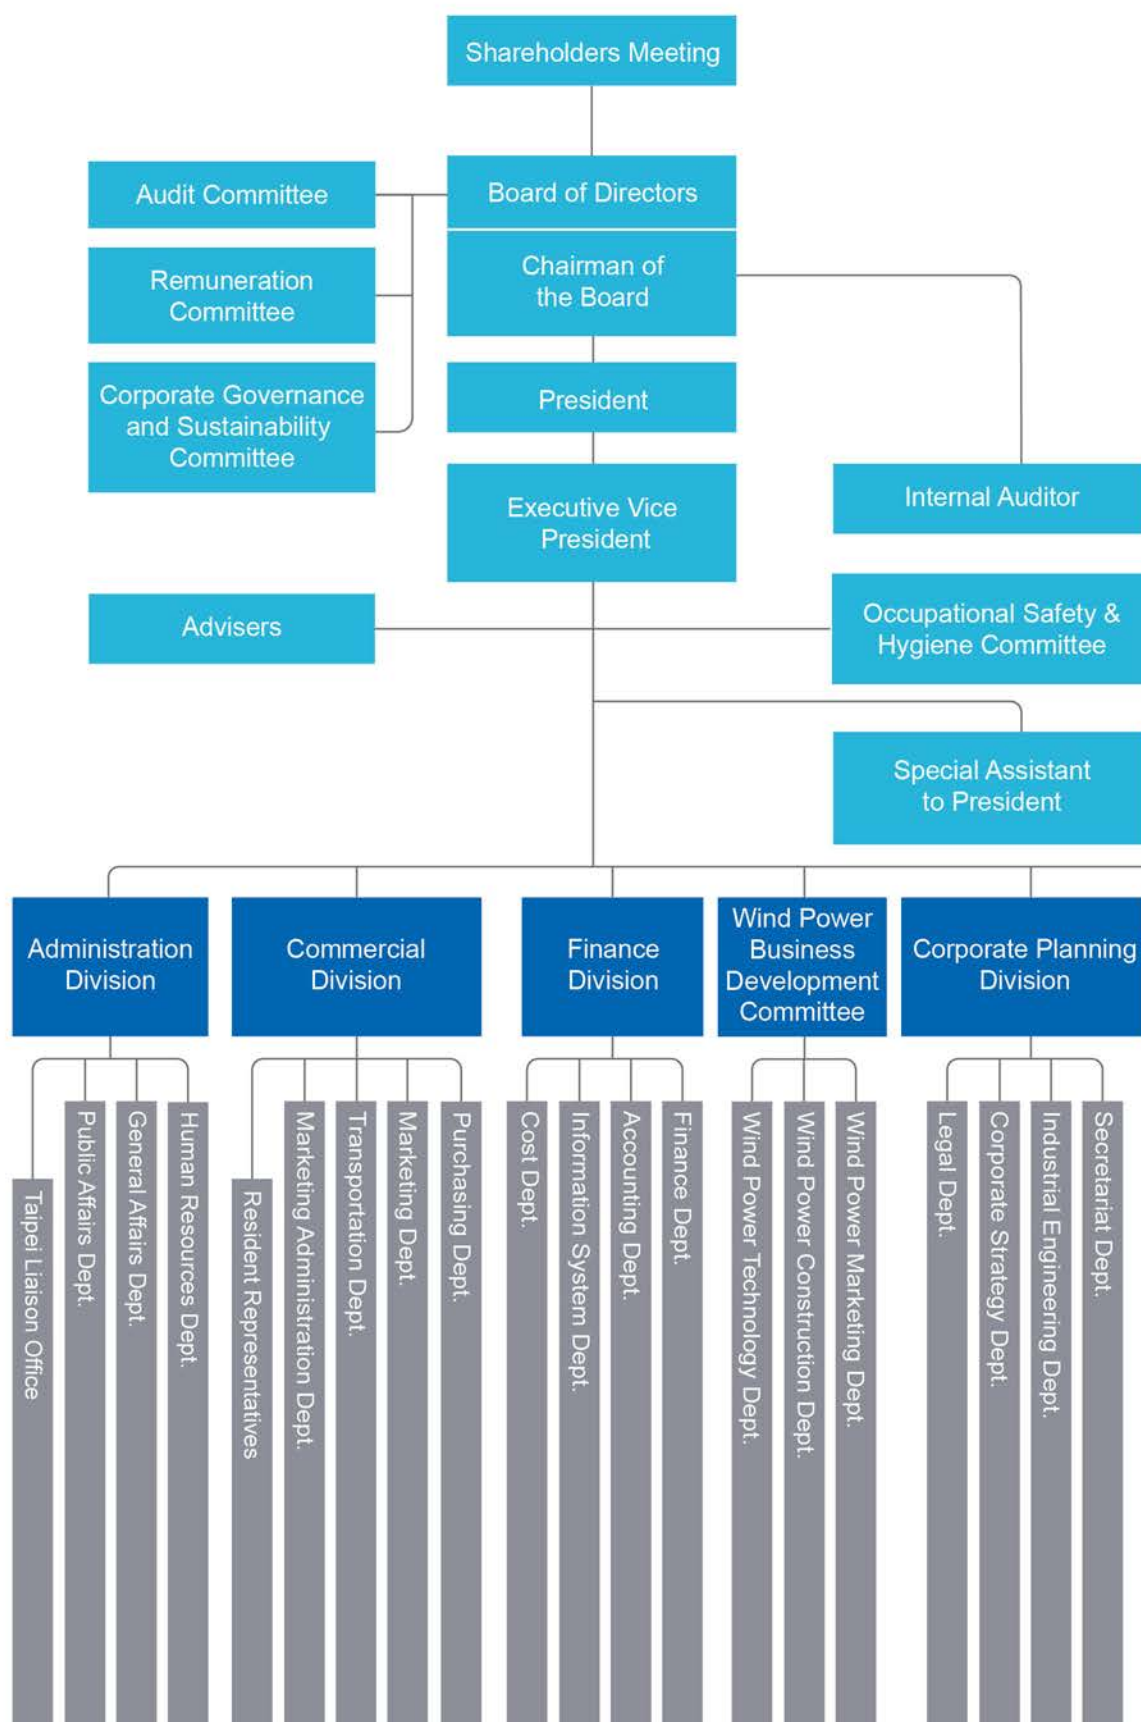 Shareholders Meeting
Audit Committee
Board of Directors
Remuneration
Committee
Chairman of
the Board
Corporate Governance
and Sustainability
Committee
President
Executive Vice
President
Internal Auditor
Advisers
Occupational Safety &
Hygiene Committee
Special Assistant
to President
Administration
Division
Commercial
Division
Finance
Division
Wind Power
Business
Development
Committee
Corporate Planning
Division
Taipei Liaison Office
Public Affairs Dept.
General Affairs Dept.
Human Resources Dept.
Resident Representatives
Marketing Administration Dept.
Transportation Dept.
Marketing Dept.
Purchasing Dept.
Cost Dept.
Information System Dept.
Accounting Dept.
Finance Dept.
Wind Power Technology Dept.
Wind Power Construction Dept.
Wind Power Marketing Dept.
Legal Dept.
Corporate Strategy Dept.
Industrial Engineering Dept.
Secretariat Dept.